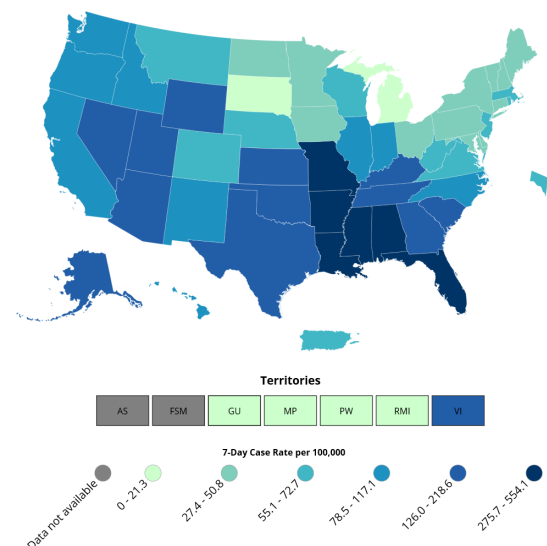 Territories
AS FSM GU MP PW RMI VI
7-Day Case Rate per 100,000
Data not available
0 - 21.3
27.4 - 50.8
55.1 - 72.7
78.5 - 117.1
126.0 - 218.6
275.7 - 554.1